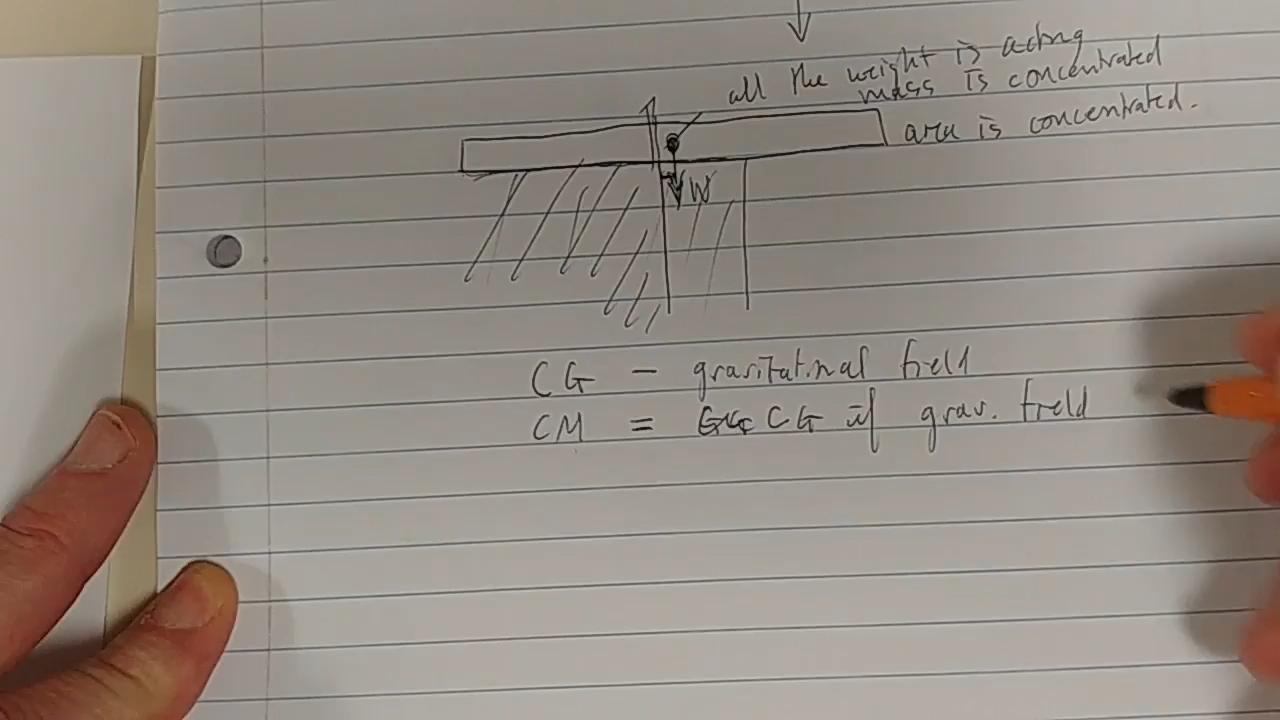 all the weight is acting
mass is concentrated
area is concentrated.
W
CG - gravitational field
CM = CG if grav. field